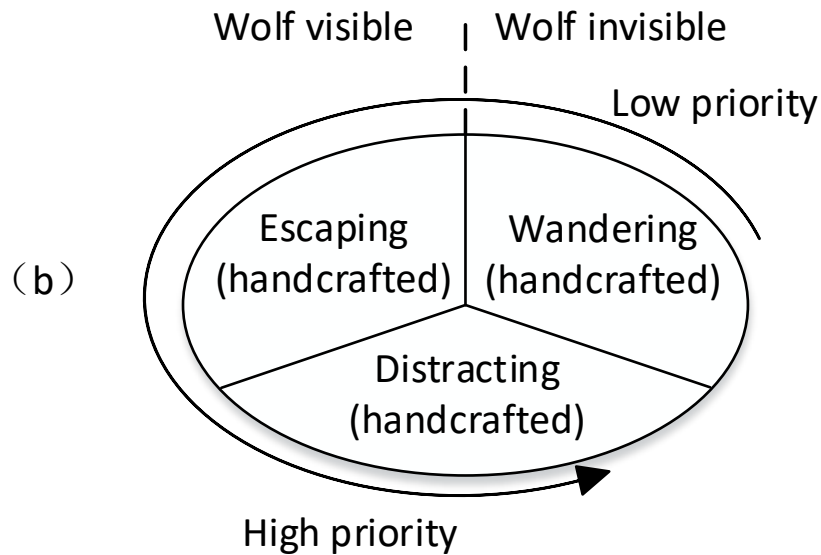 Wolf visible
Wolf invisible
Low priority
Escaping
(handcrafted)
Wandering
(handcrafted)
（b）
Distracting
(handcrafted)
High priority